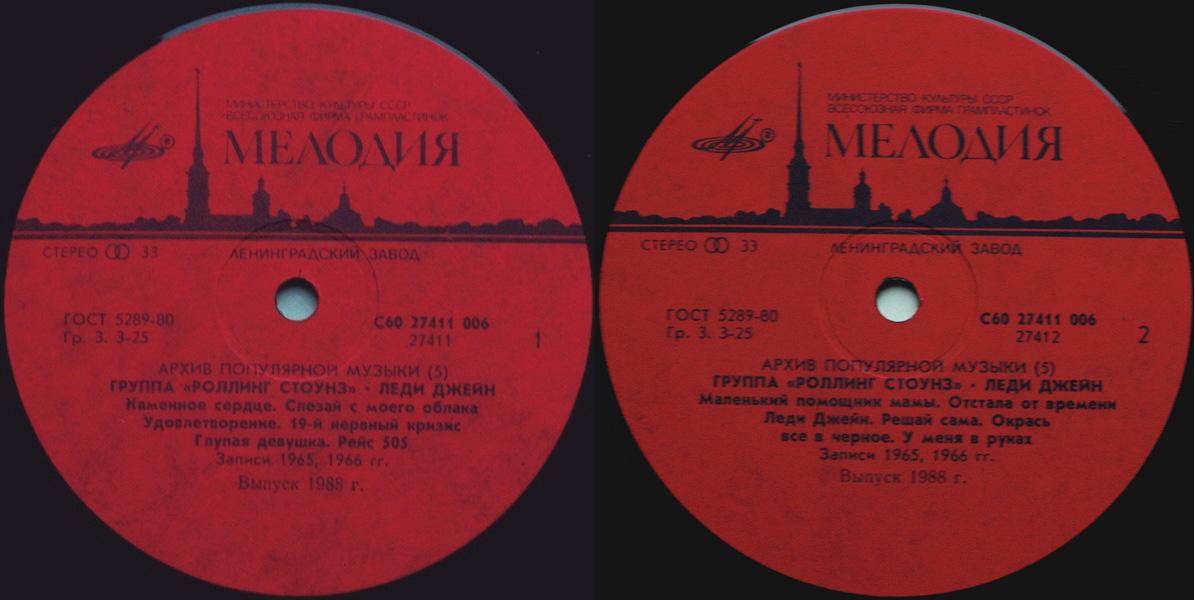 МИНИСТЕРСТВО КУЛЬТУРЫ СССР
ВСЕСОЮЗНАЯ ФИРМА ГРАМПЛАСТИНОК
МЕЛОДИЯ
®
СТЕРЕО 33
ЛЕНИНГРАДСКИЙ ЗАВОД
ГОСТ 5289-80
Гр. 3. 3-25
С60 27411 006
27411
1
АРХИВ ПОПУЛЯРНОЙ МУЗЫКИ (5)
ГРУППА «РОЛЛИНГ СТОУНЗ» · ЛЕДИ ДЖЕЙН
Каменное сердце. Слезай с моего облака
Удовлетворение. 19-й нервный кризис
Глупая девушка. Рейс 505
Записи 1965, 1966 гг.
Выпуск 1988 г.
МИНИСТЕРСТВО КУЛЬТУРЫ СССР
ВСЕСОЮЗНАЯ ФИРМА ГРАМПЛАСТИНОК
МЕЛОДИЯ
®
СТЕРЕО 33
ЛЕНИНГРАДСКИЙ ЗАВОД
ГОСТ 5289-80
Гр. 3. 3-25
С60 27411 006
27412
2
АРХИВ ПОПУЛЯРНОЙ МУЗЫКИ (5)
ГРУППА «РОЛЛИНГ СТОУНЗ» · ЛЕДИ ДЖЕЙН
Маленький помощник мамы. Отстала от времени
Леди Джейн. Решай сама. Окрась
все в черное. У меня в руках
Записи 1965, 1966 гг.
Выпуск 1988 г.